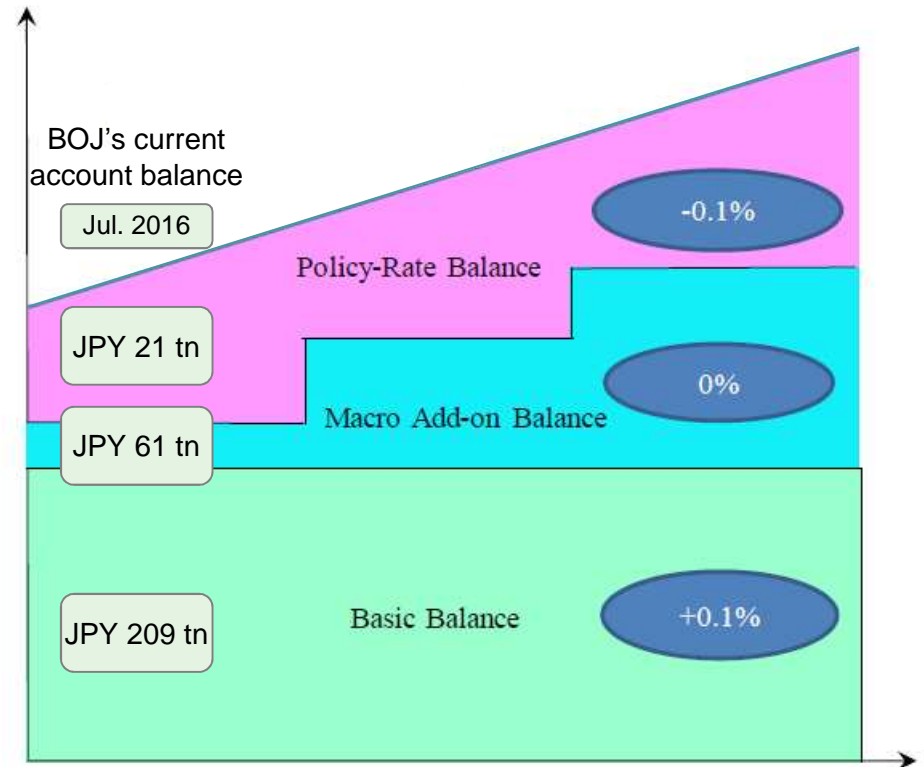 BOJ's current
account balance
Jul. 2016
-0.1%
Policy-Rate Balance
JPY 21 tn
0%
Macro Add-on Balance
JPY 61 tn
+0.1%
Basic Balance
JPY 209 tn